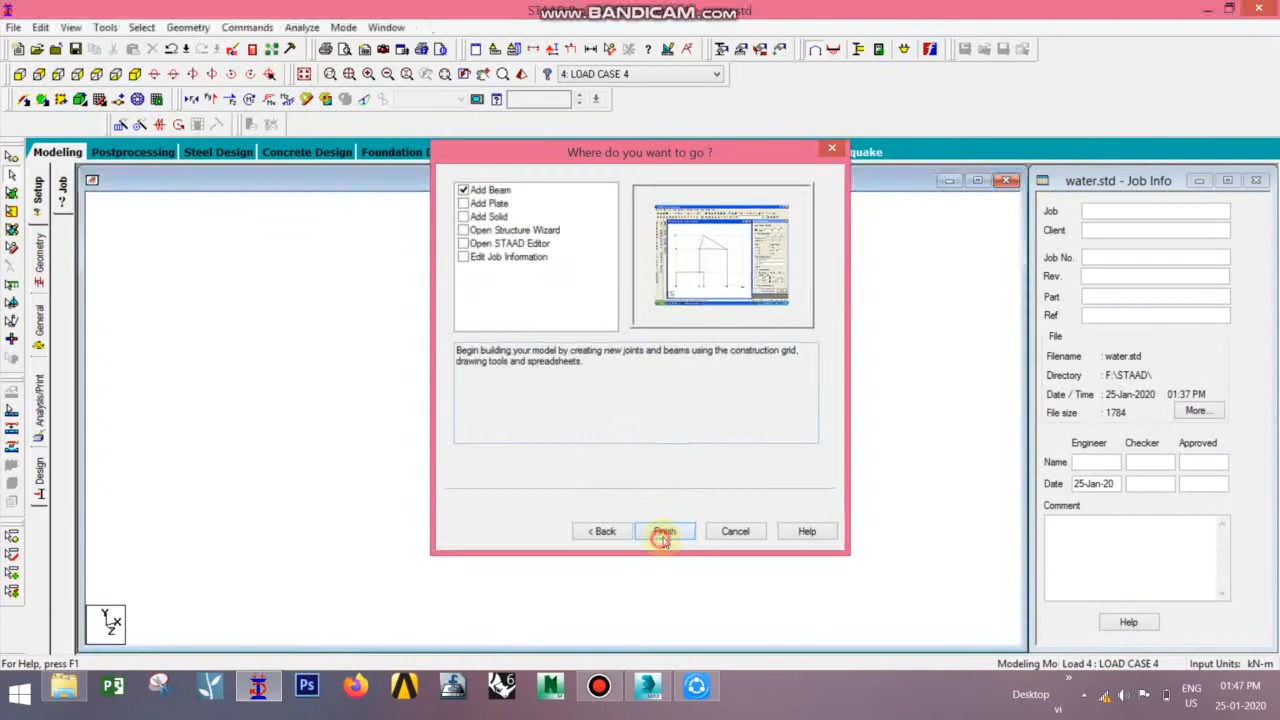 www.BANDICAM.com
File Edit View Tools Select Geometry Commands Analyze Mode Window
4: LOAD CASE 4
Modeling Postprocessing Steel Design Concrete Design Foundation D
Setup
Job
Geometry
General
Analysis/Print
Design
Where do you want to go ?
Add Beam
Add Plate
Add Solid
Open Structure Wizard
Open STAAD Editor
Edit Job Information
Begin building your model by creating new joints and beams using the construction grid,
drawing tools and spreadsheets.
< Back Finish Cancel Help
water.std - Job Info
Job
Client
Job No.
Rev.
Part
Ref
File
Filename : water.std
Directory : F:\STAAD\
Date / Time : 25-Jan-2020 01:37 PM
File size : 1784 More...
Engineer Checker Approved
Name
Date 25-Jan-20
Comment
Help
Y
X
Z
For Help, press F1
Modeling Mo Load 4 : LOAD CASE 4 Input Units: kN-m
Desktop
vi
ENG
US
01:47 PM
25-01-2020